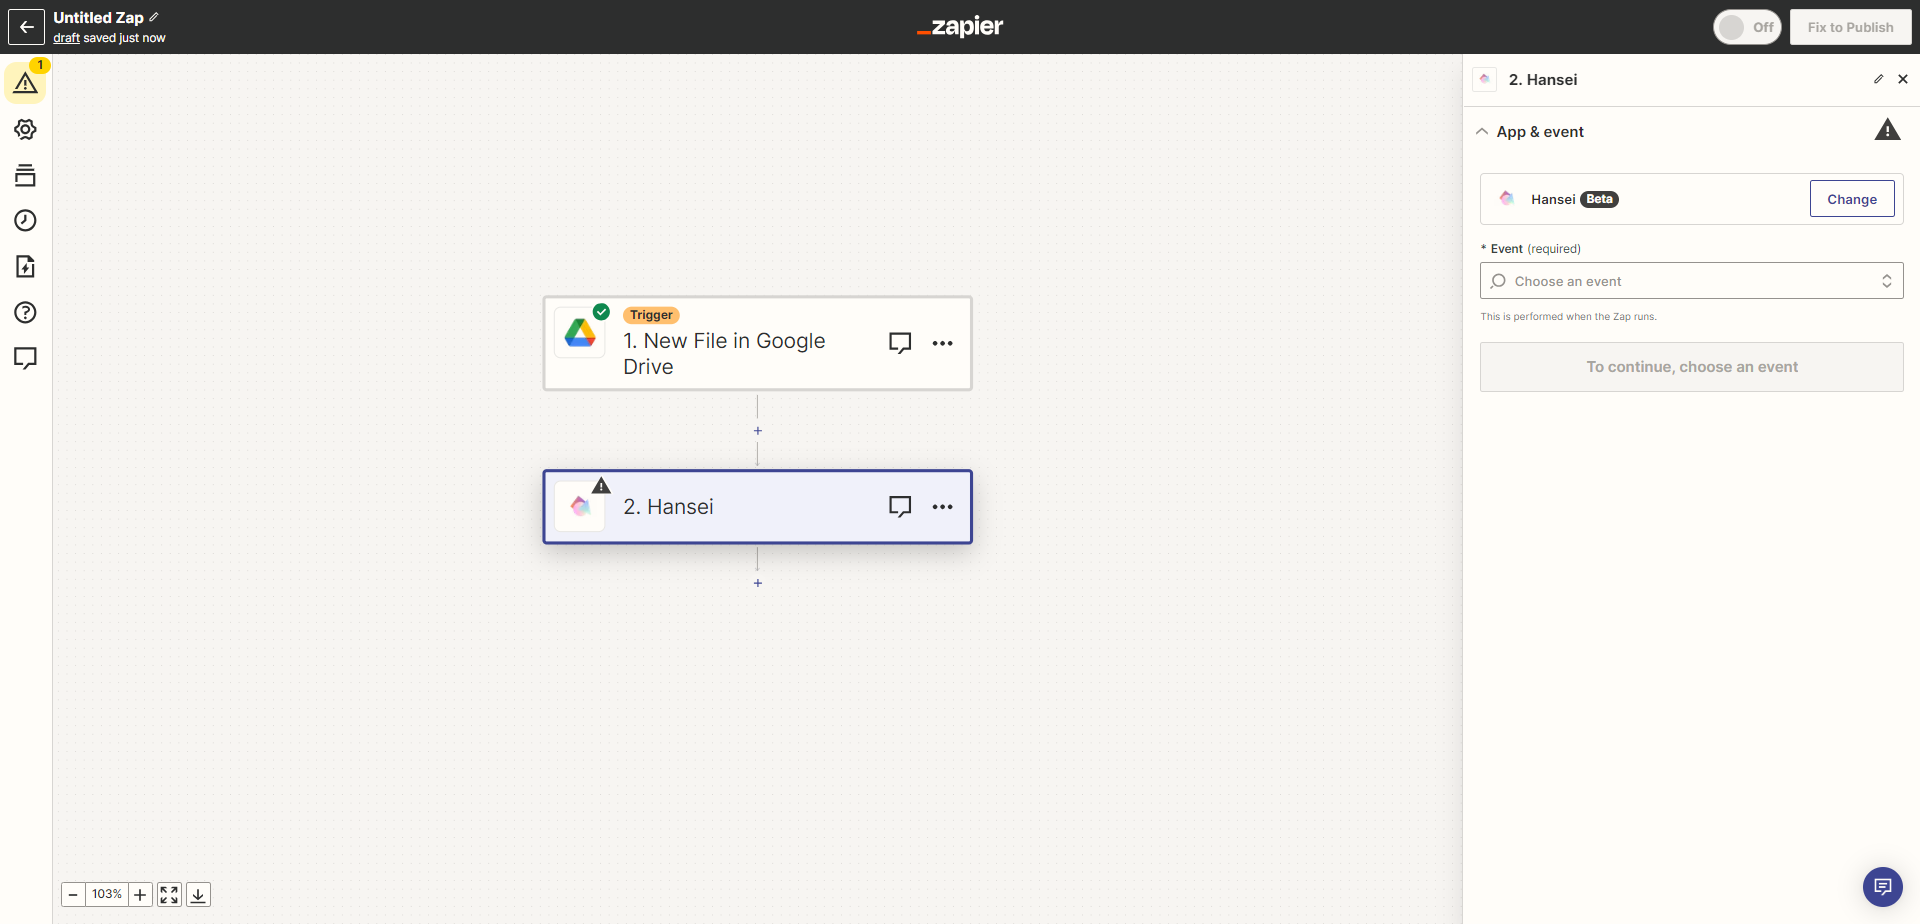 Untitled Zap
draft saved just now
zapier
Off
Fix to Publish
1
2. Hansei
App & event
Hansei Beta
Change
* Event (required)
Choose an event
This is performed when the Zap runs.
To continue, choose an event
Trigger
1. New File in Google
Drive
2. Hansei
103%